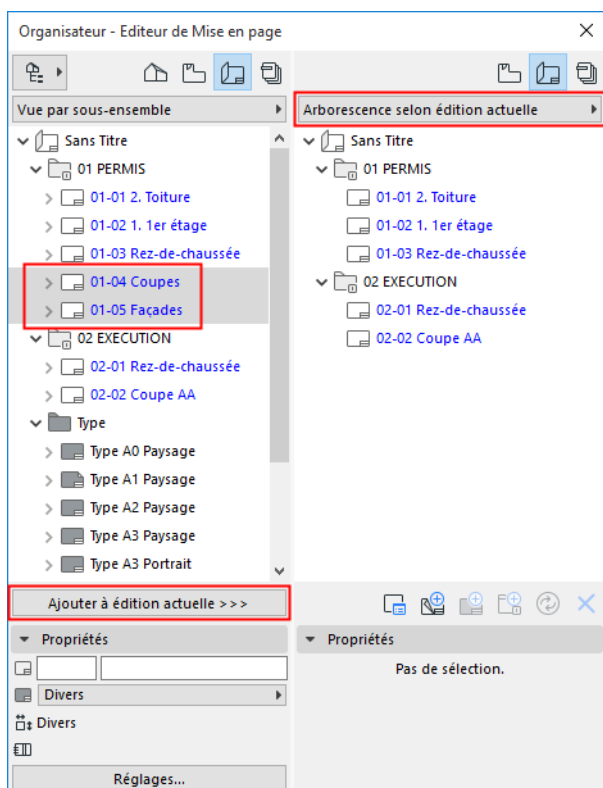 Organisateur - Editeur de Mise en page
Vue par sous-ensemble
Sans Titre
01 PERMIS
01-01 2. Toiture
01-02 1. 1er étage
01-03 Rez-de-chaussée
01-04 Coupes
01-05 Façades
02 EXECUTION
02-01 Rez-de-chaussée
02-02 Coupe AA
Type
Type A0 Paysage
Type A1 Paysage
Type A2 Paysage
Type A3 Paysage
Type A3 Portrait
Ajouter à édition actuelle >>>
Propriétés
Divers
Divers
Réglages...
Arborescence selon édition actuelle
Sans Titre
01 PERMIS
01-01 2. Toiture
01-02 1. 1er étage
01-03 Rez-de-chaussée
02 EXECUTION
02-01 Rez-de-chaussée
02-02 Coupe AA
Propriétés
Pas de sélection.